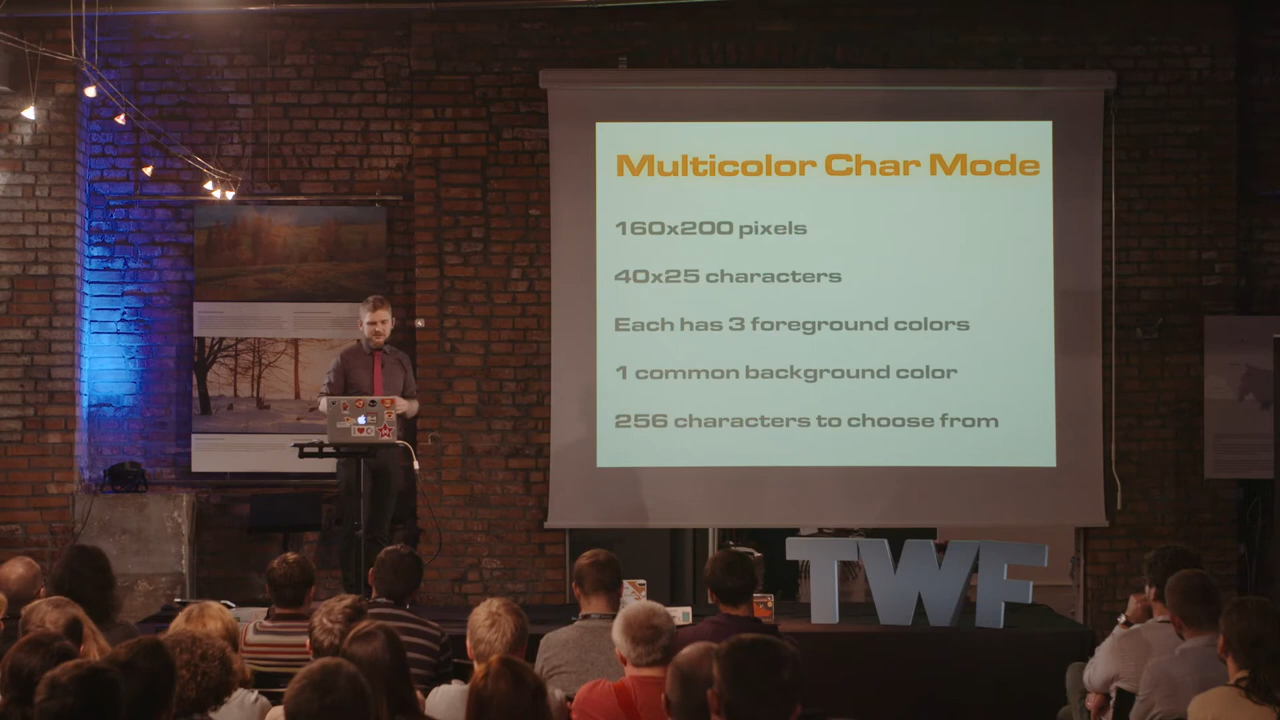 Multicolor Char Mode
160x200 pixels
40x25 characters
Each has 3 foreground colors
1 common background color
256 characters to choose from
TWF